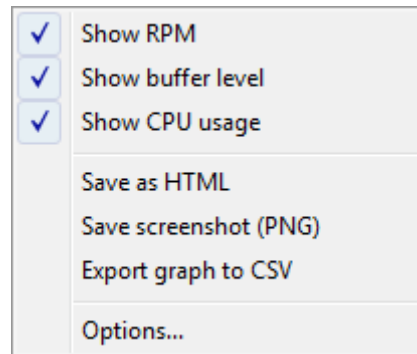 Show RPM
Show buffer level
Show CPU usage
Save as HTML
Save screenshot (PNG)
Export graph to CSV
Options...